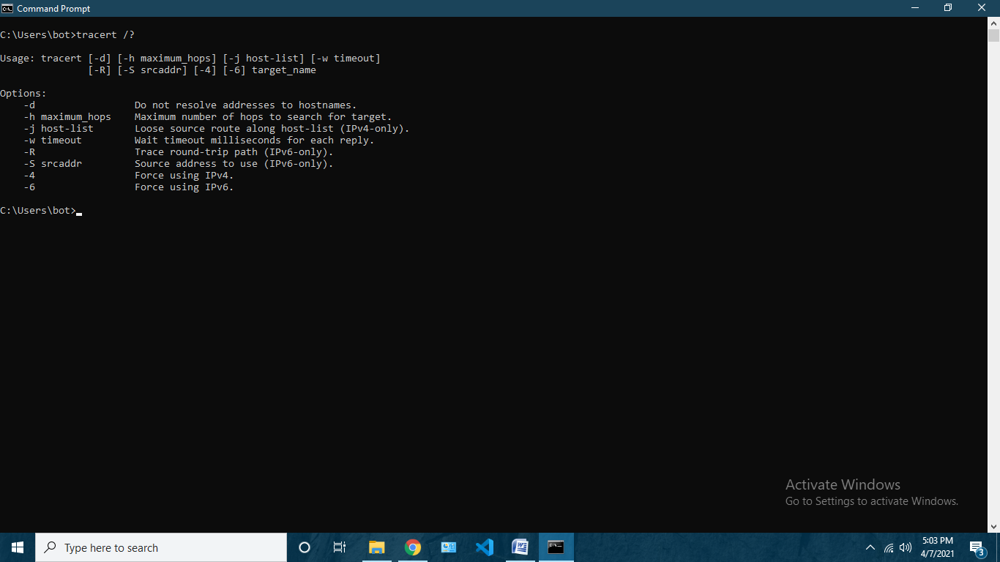 Command Prompt
C:\Users\bot>tracert /?
Usage: tracert [-d] [-h maximum_hops] [-j host-list] [-w timeout]
               [-R] [-S srcaddr] [-4] [-6] target_name
Options:
    -d                 Do not resolve addresses to hostnames.
    -h maximum_hops    Maximum number of hops to search for target.
    -j host-list       Loose source route along host-list (IPv4-only).
    -w timeout         Wait timeout milliseconds for each reply.
    -R                 Trace round-trip path (IPv6-only).
    -S srcaddr         Source address to use (IPv6-only).
    -4                 Force using IPv4.
    -6                 Force using IPv6.
C:\Users\bot>
Activate Windows
Go to Settings to activate Windows.
Type here to search
5:03 PM
4/7/2021
3